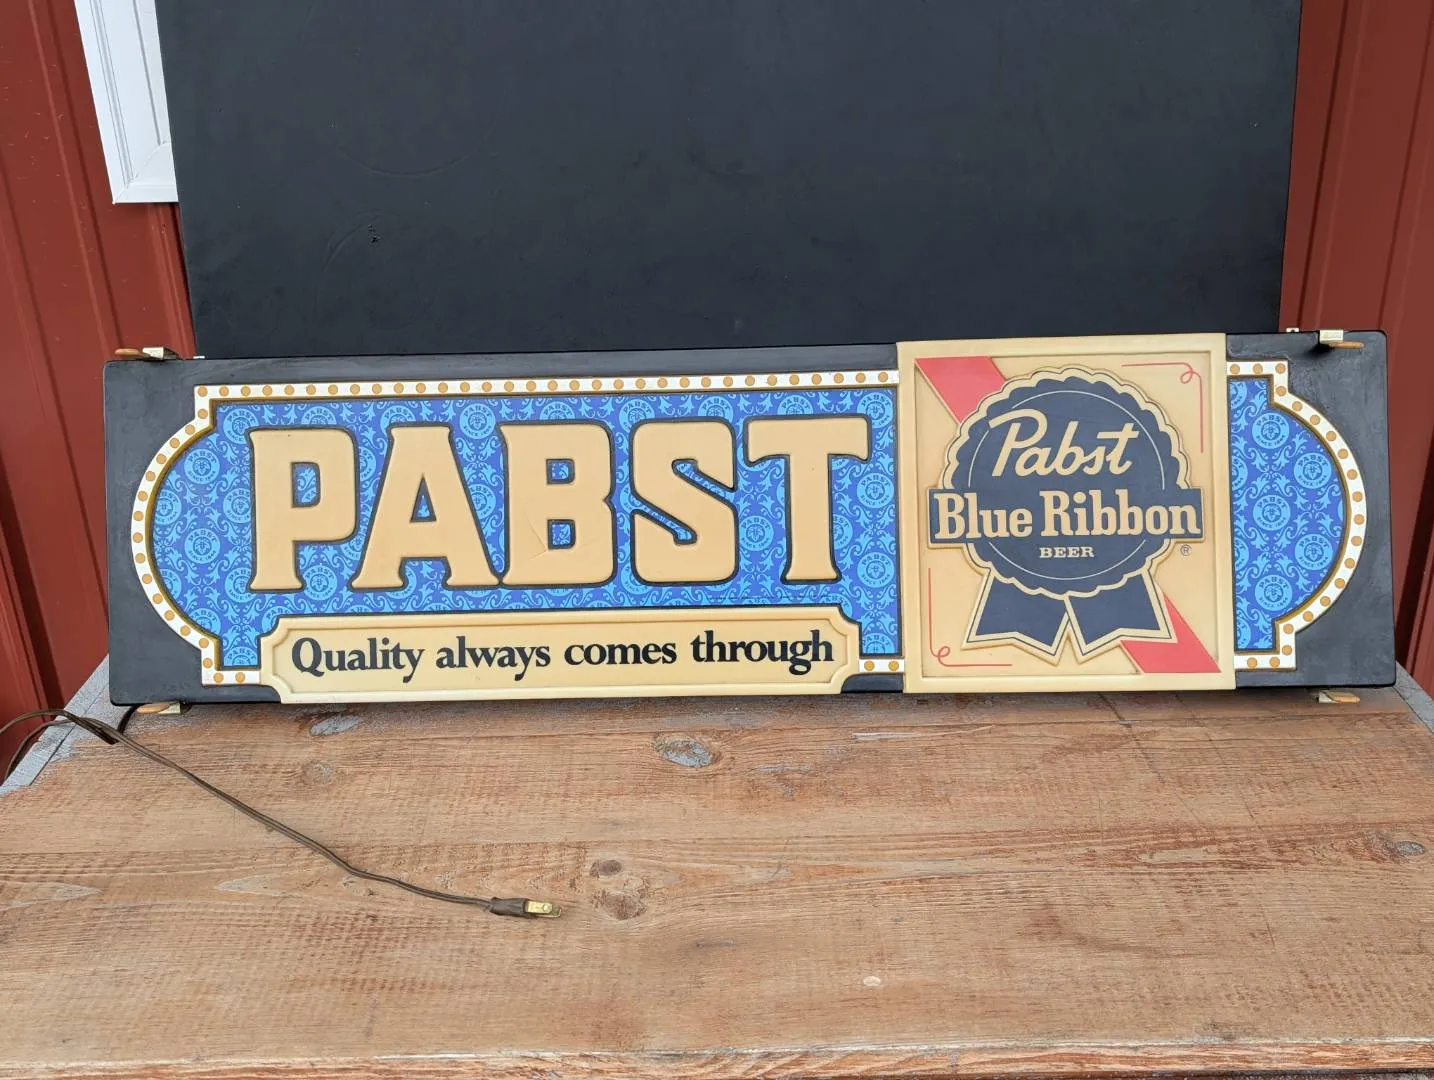 PABST
Quality always comes through
Pabst
Blue Ribbon
BEER
®